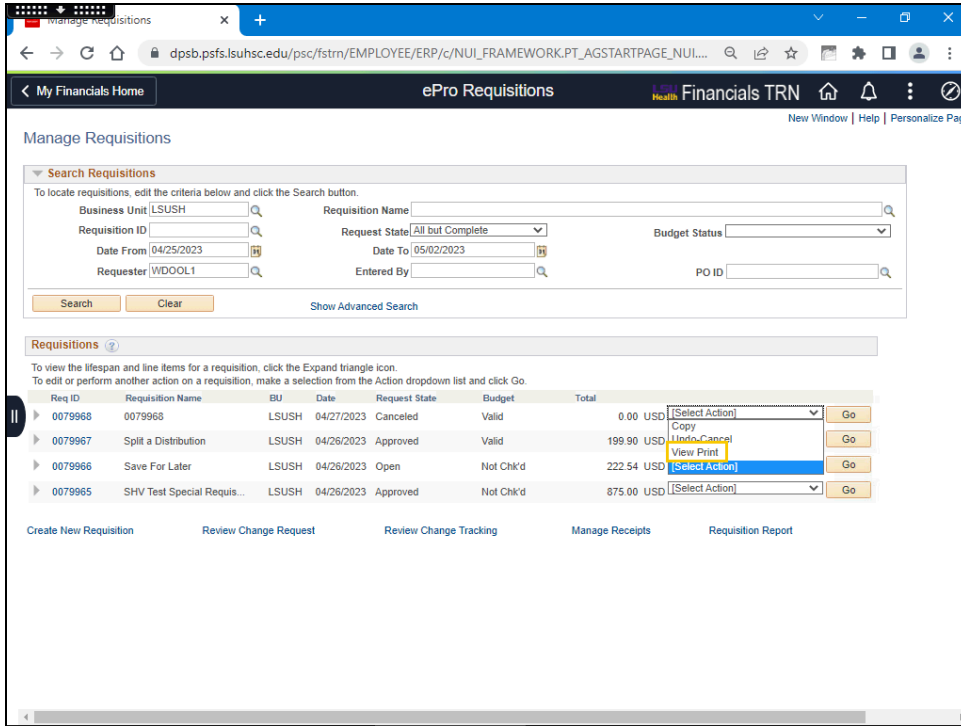 Manage Requisitions
dpsb.psfs.lsuhsc.edu/psc/fstrn/EMPLOYEE/ERP/c/NUI_FRAMEWORK.PT_AGSTARTPAGE_NUI....
My Financials Home ePro Requisitions LSU Health Financials TRN
New Window | Help | Personalize Pag
Manage Requisitions
Search Requisitions
To locate requisitions, edit the criteria below and click the Search button.
Business Unit LSUSH Requisition Name
Requisition ID Request State All but Complete Budget Status
Date From 04/25/2023 Date To 05/02/2023
Requester WDOOL1 Entered By PO ID
Search Clear Show Advanced Search
Requisitions ?
To view the lifespan and line items for a requisition, click the Expand triangle icon.
To edit or perform another action on a requisition, make a selection from the Action dropdown list and click Go.
Req ID Requisition Name BU Date Request State Budget Total
0079968 0079968 LSUSH 04/27/2023 Canceled Valid 0.00 USD [Select Action] Go
Copy
0079967 Split a Distribution LSUSH 04/26/2023 Approved Valid 199.90 USD Undo-Cancel Go
View Print
0079966 Save For Later LSUSH 04/26/2023 Open Not Chk'd 222.54 USD [Select Action] Go
0079965 SHV Test Special Requis... LSUSH 04/26/2023 Approved Not Chk'd 875.00 USD [Select Action] Go
Create New Requisition Review Change Request Review Change Tracking Manage Receipts Requisition Report